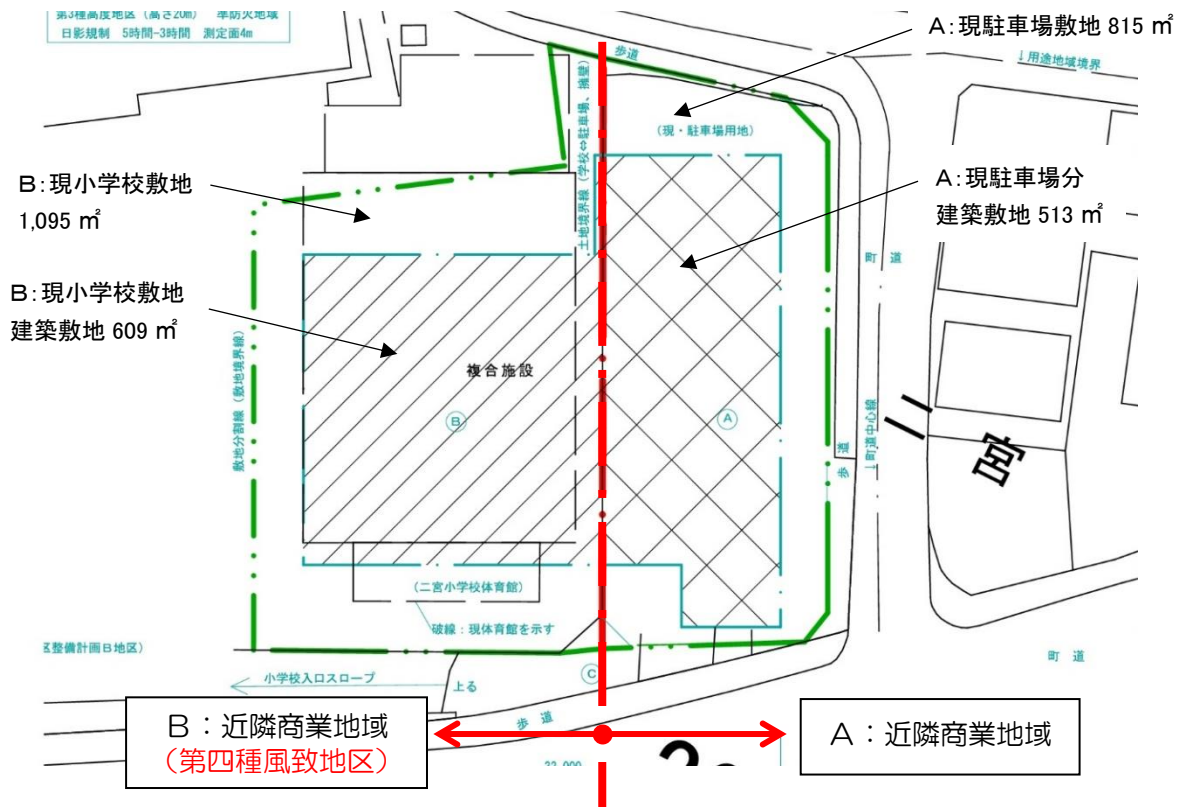 第3種高度地区（高さ20m） 準防火地域
日影規制 5時間-3時間 測定面4m
A：現駐車場敷地 815 ㎡
歩道
↓用途地域境界
（現・駐車場用地）
土地境界線（学校⇔駐車場、擁壁）
B：現小学校敷地
1,095 ㎡
A：現駐車場分
建築敷地 513 ㎡
町道
B：現小学校敷地
建築敷地 609 ㎡
敷地分割線（敷地境界線）
複合施設
B
A
↓町道中心線
歩道
二宮
（二宮小学校体育館）
破線：現体育館を示す
区整備計画B地区）
小学校入口スロープ
上る
C
町道
歩道
B：近隣商業地域
（第四種風致地区）
A：近隣商業地域